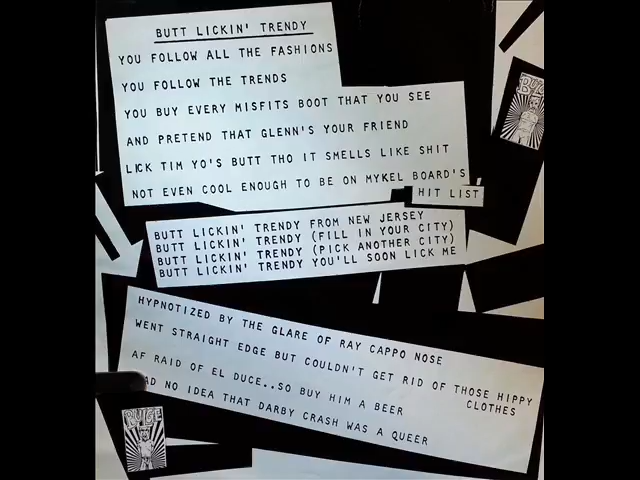 BUTT LICKIN' TRENDY
YOU FOLLOW ALL THE FASHIONS
YOU FOLLOW THE TRENDS
YOU BUY EVERY MISFITS BOOT THAT YOU SEE
AND PRETEND THAT GLENN'S YOUR FRIEND
LICK TIM YO'S BUTT THO IT SMELLS LIKE SHIT
NOT EVEN COOL ENOUGH TO BE ON MYKEL BOARD'S
HIT LIST
BUTT LICKIN' TRENDY FROM NEW JERSEY
BUTT LICKIN' TRENDY (FILL IN YOUR CITY)
BUTT LICKIN' TRENDY (PICK ANOTHER CITY)
BUTT LICKIN' TRENDY YOU'LL SOON LICK ME
HYPNOTIZED BY THE GLARE OF RAY CAPPO NOSE
WENT STRAIGHT EDGE BUT COULDN'T GET RID OF THOSE HIPPY
CLOTHES
AF RAID OF EL DUCE..SO BUY HIM A BEER
AD NO IDEA THAT DARBY CRASH WAS A QUEER